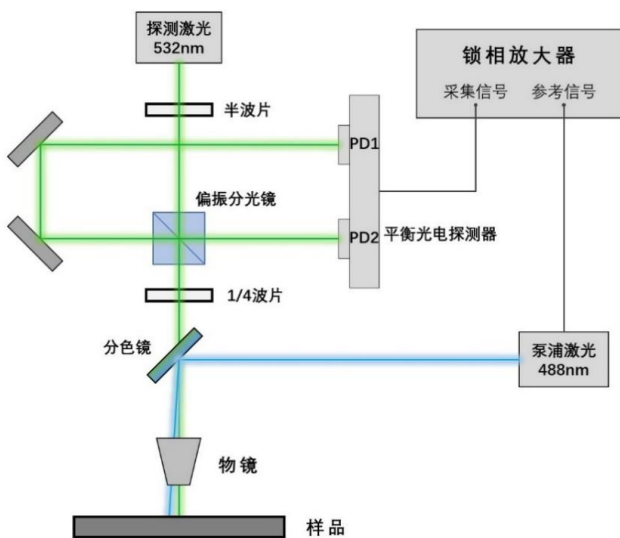 探测激光
532nm
锁相放大器
采集信号 参考信号
半波片
PD1
偏振分光镜
PD2
平衡光电探测器
1/4波片
分色镜
泵浦激光
488nm
物镜
样品